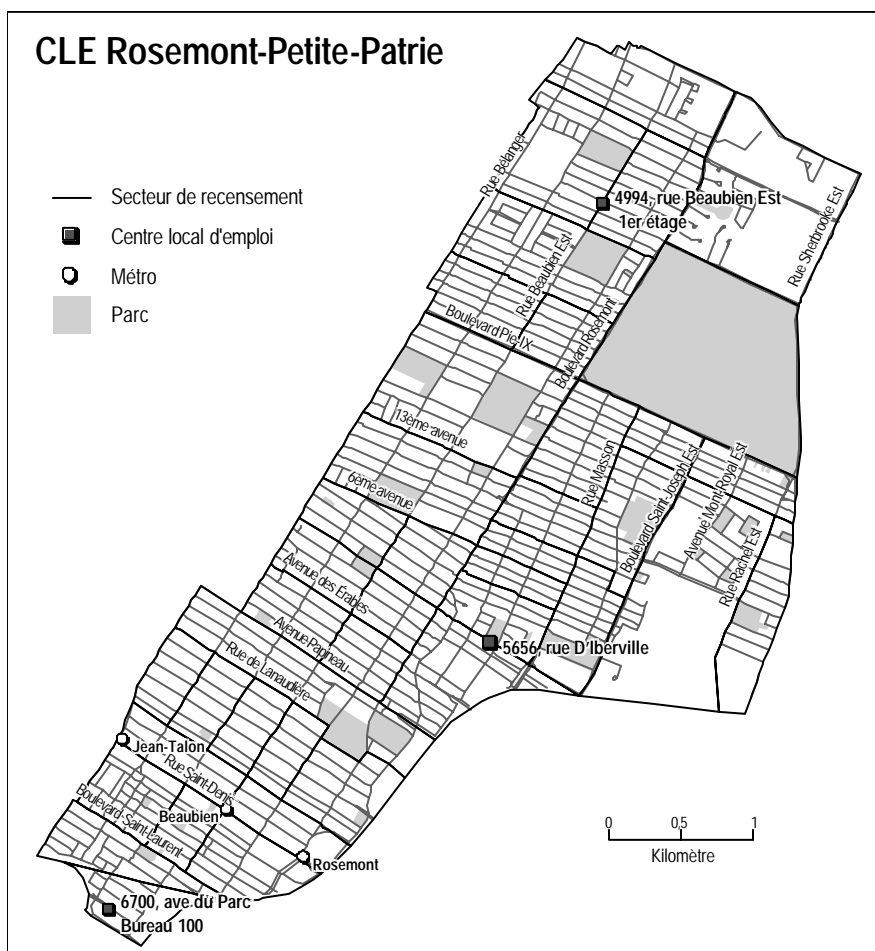 CLE Rosemont-Petite-Patrie
Secteur de recensement
Centre local d'emploi
Métro
Parc
Rue Bélanger
4994, rue Beaubien Est
1er étage
Rue Sherbrooke Est
Rue Beaubien Est
Boulevard Rosemont
Boulevard Pie-IX
13ème avenue
6ème avenue
Rue Masson
Boulevard Saint-Joseph Est
Avenue Mont-Royal Est
Rue Rachel Est
Avenue des Érables
Avenue Papineau
Rue de Lanaudière
5656, rue D'Iberville
Jean-Talon
Rue Saint-Denis
Beaubien
Boulevard Saint-Laurent
Rosemont
6700, ave du Parc
Bureau 100
0 0,5 1
Kilomètre